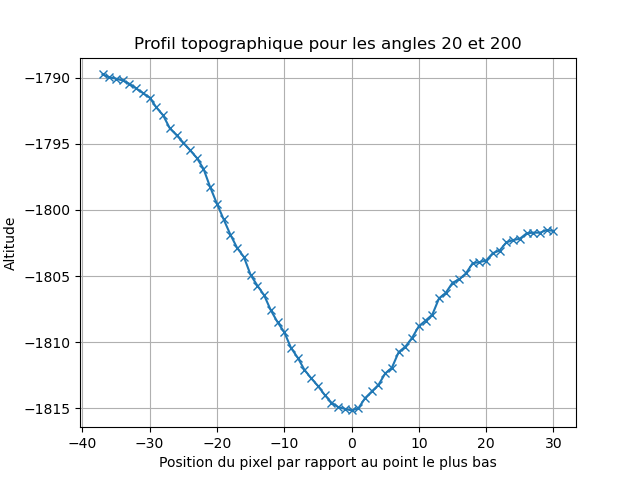 Profil topographique pour les angles 20 et 200
−1790
−1795
−1800
−1805
−1810
−1815
Altitude
−40 −30 −20 −10 0 10 20 30
Position du pixel par rapport au point le plus bas